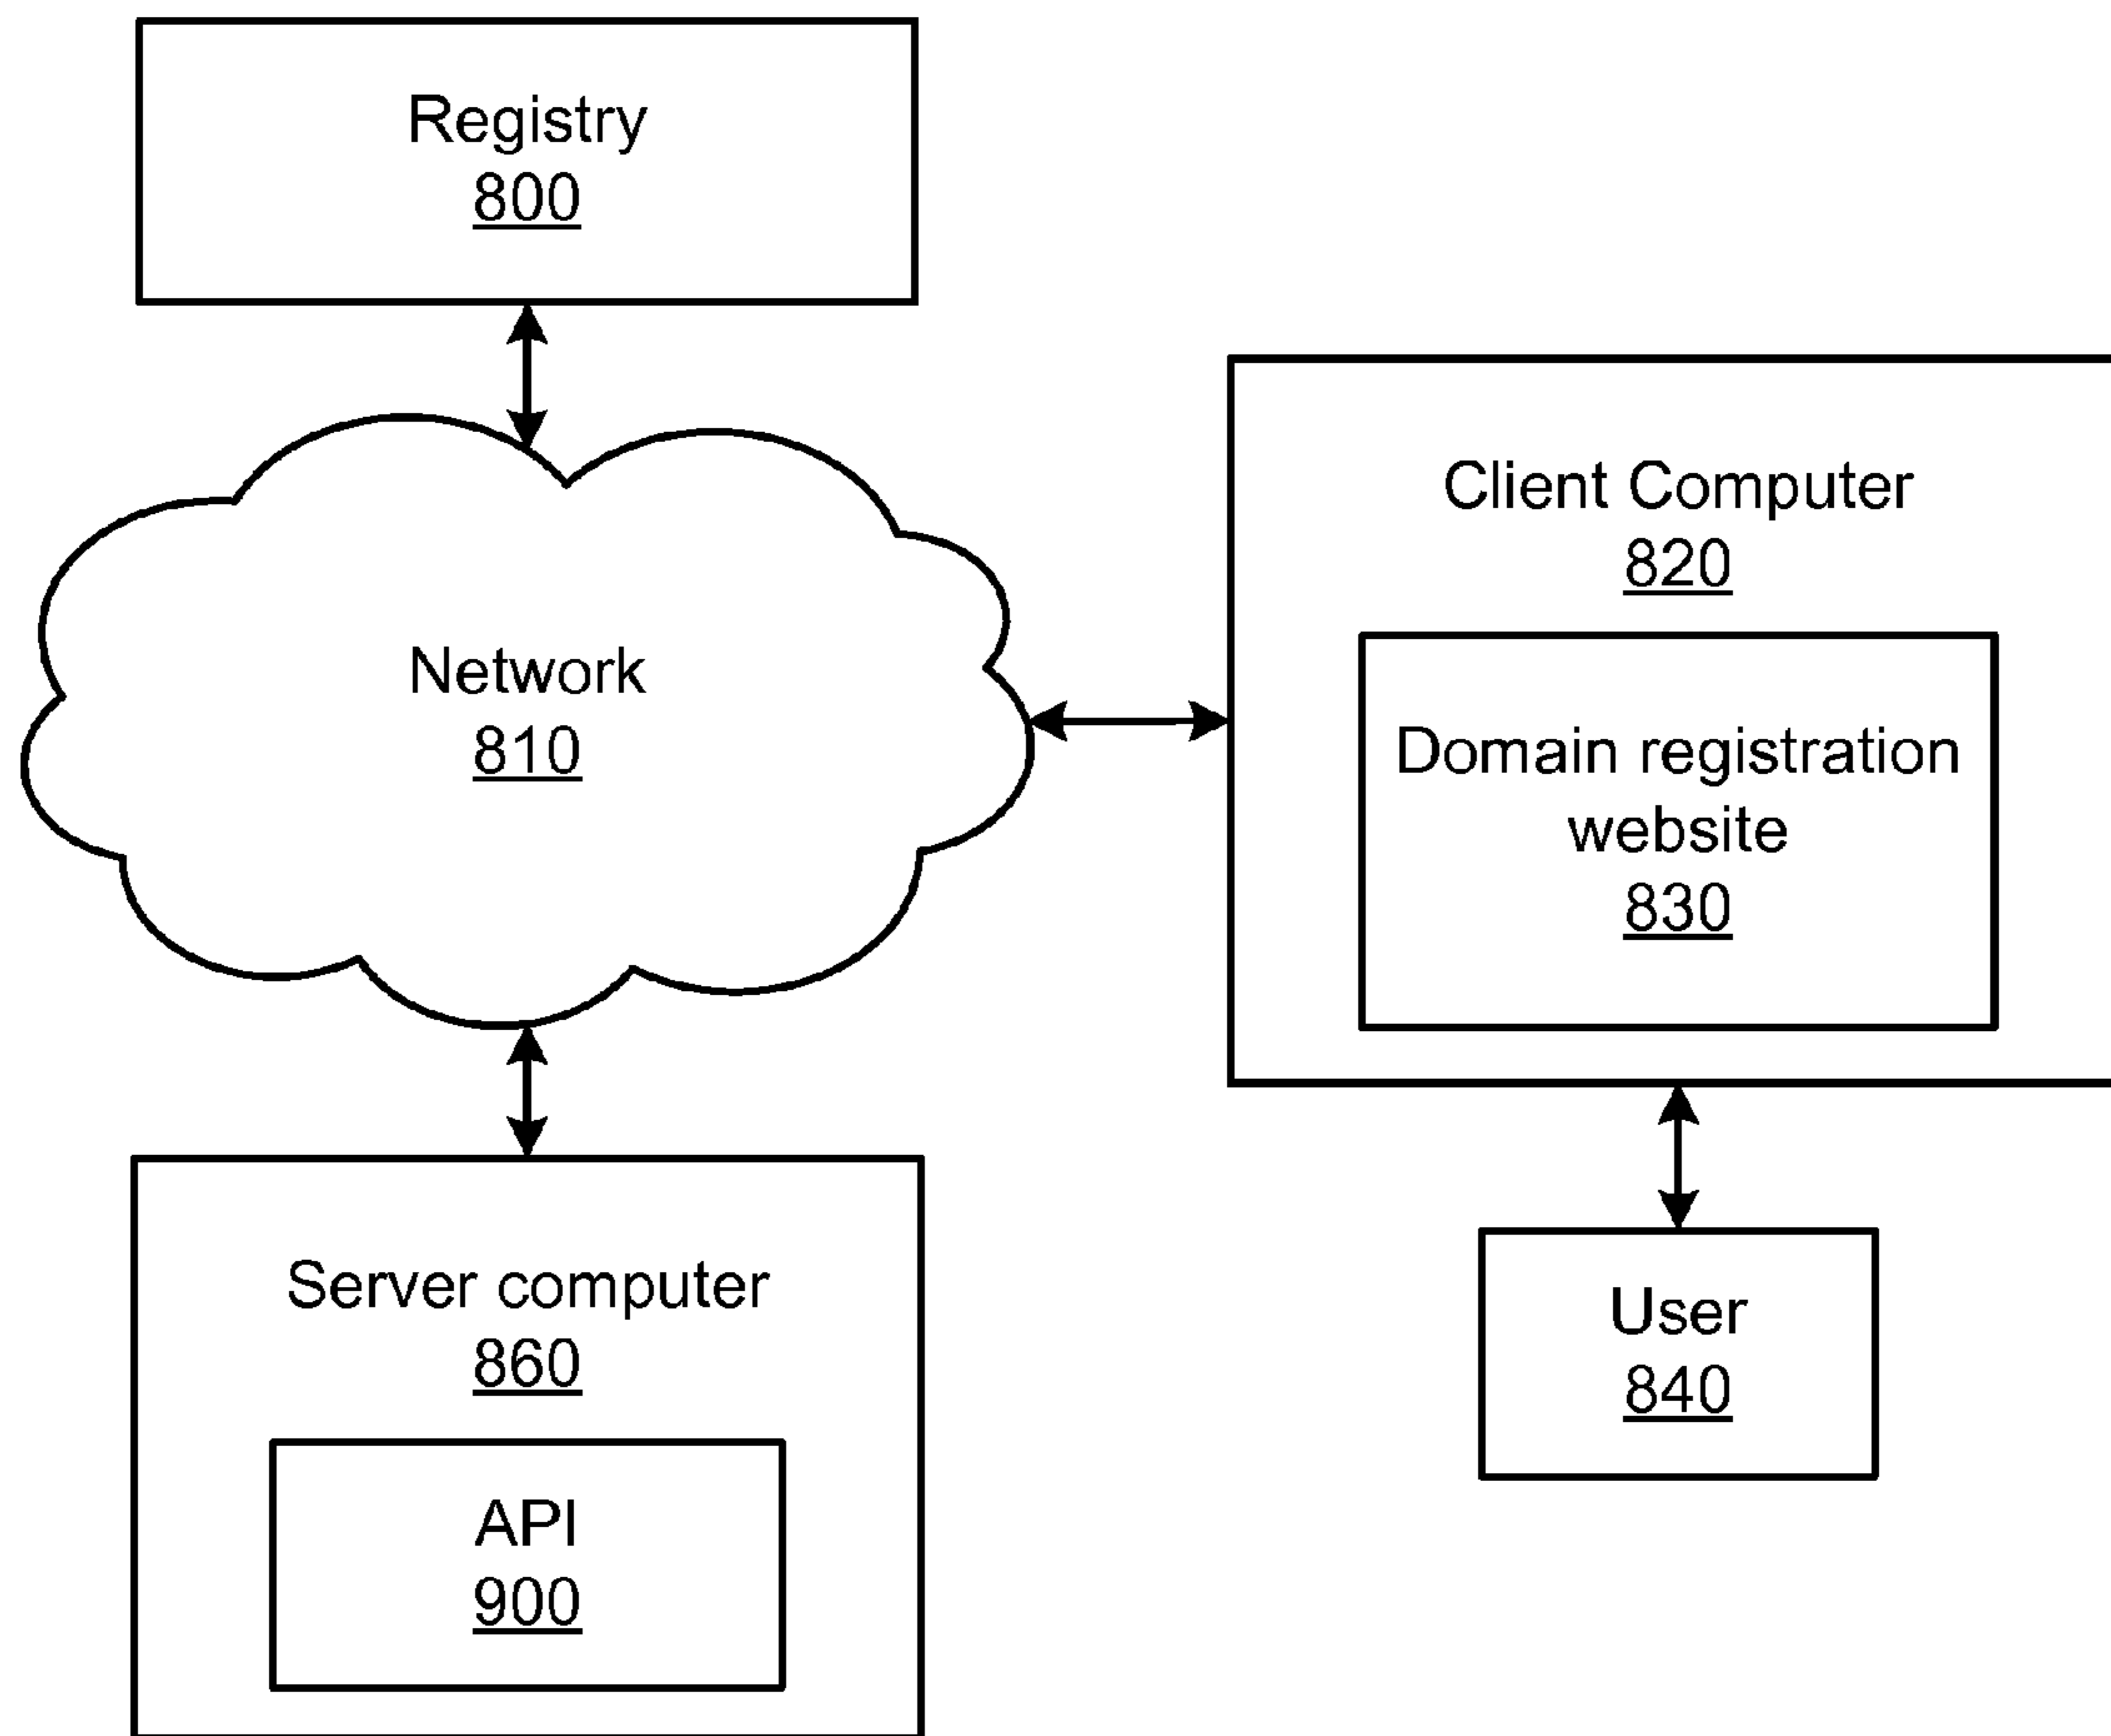 Registry
800
Network
810
Client Computer
820
Domain registration
website
830
Server computer
860
API
900
User
840